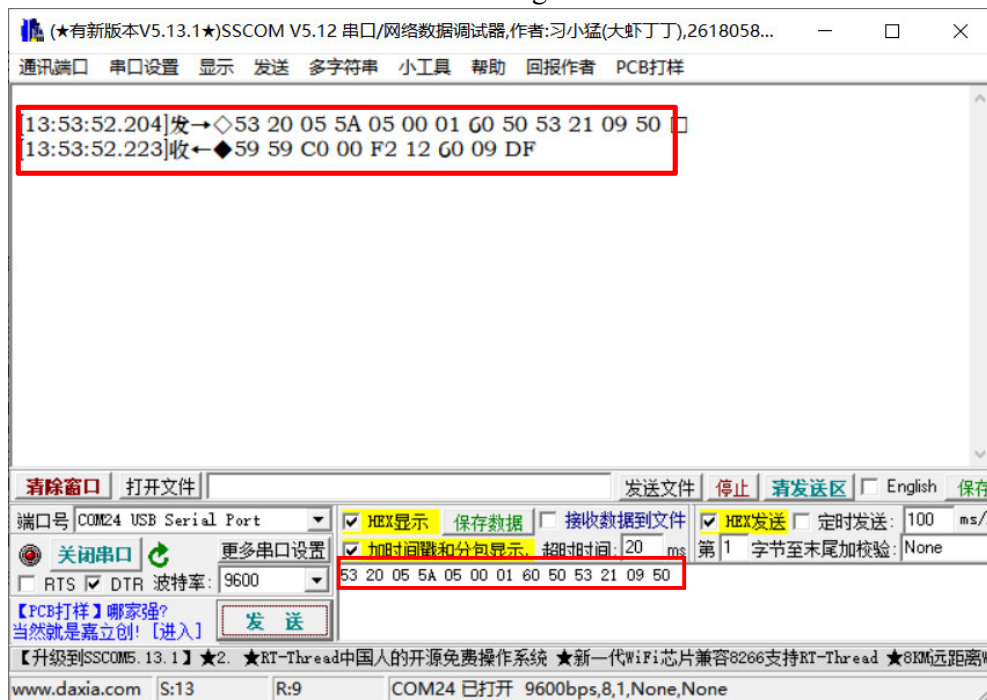 (★有新版本V5.13.1★)SSCOM V5.12 串口/网络数据调试器,作者:习小猛(大虾丁丁),2618058...
通讯端口 串口设置 显示 发送 多字符串 小工具 帮助 回报作者 PCB打样
[13:53:52.204]发→◇53 20 05 5A 05 00 01 60 50 53 21 09 50 □
[13:53:52.223]收←◆59 59 C0 00 F2 12 60 09 DF
清除窗口 打开文件 发送文件 停止 清发送区 English 保存
端口号 COM24 USB Serial Port HEX显示 保存数据 接收数据到文件 HEX发送 定时发送: 100 ms/
关闭串口 更多串口设置 加时间戳和分包显示, 超时时间: 20 ms 第 1 字节至末尾加校验: None
RTS DTR 波特率: 9600 53 20 05 5A 05 00 01 60 50 53 21 09 50
【PCB打样】哪家强?
当然就是嘉立创! [进入] 发 送
【升级到SSCOM5.13.1】★2. ★RT-Thread中国人的开源免费操作系统 ★新一代WiFi芯片兼容8266支持RT-Thread ★8KM远距离W
www.daxia.com S:13 R:9 COM24 已打开 9600bps,8,1,None,None